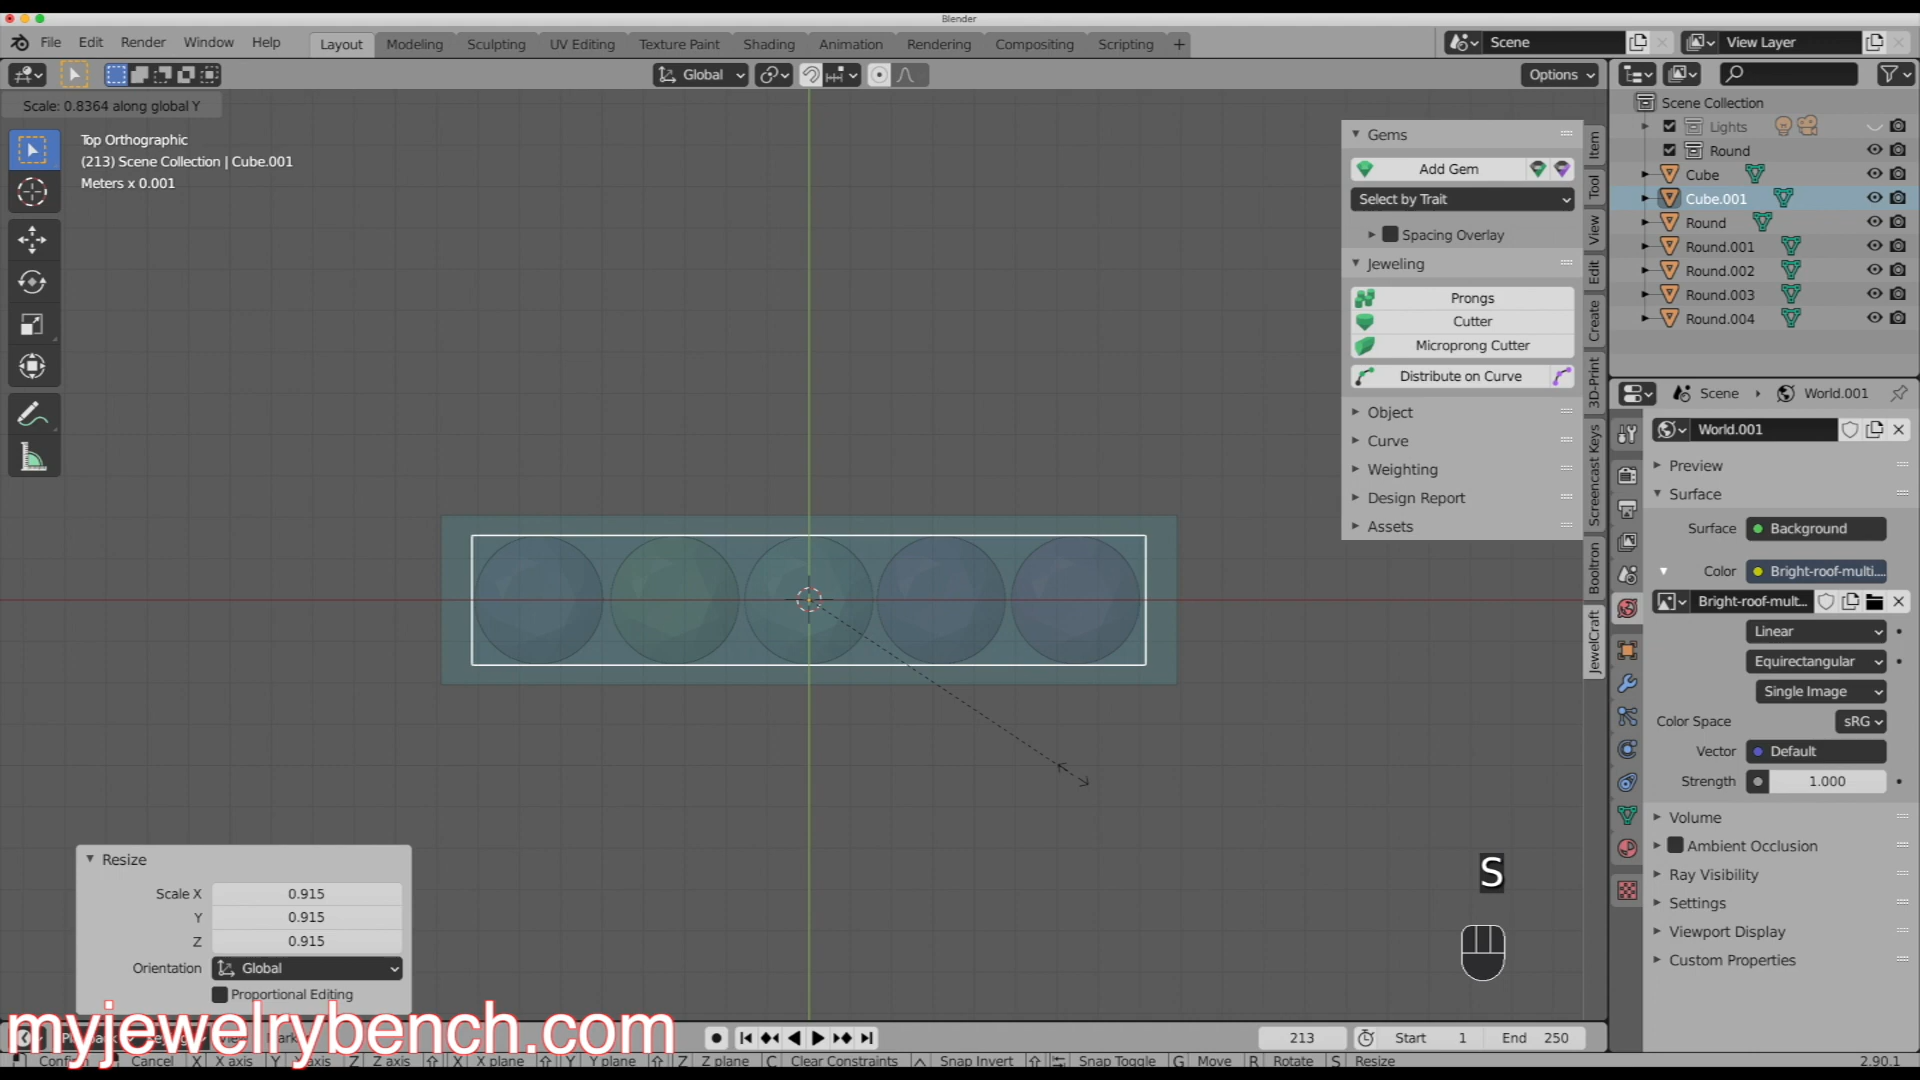 Blender
File Edit Render Window Help
Layout Modeling Sculpting UV Editing Texture Paint Shading Animation Rendering Compositing Scripting +
Scene
View Layer
Global
Options
Scale: 0.8364 along global Y
Top Orthographic
(213) Scene Collection | Cube.001
Meters x 0.001
Gems
Add Gem
Select by Trait
Spacing Overlay
Jeweling
Prongs
Cutter
Microprong Cutter
Distribute on Curve
Object
Curve
Weighting
Design Report
Assets
Item
Tool
View
Edit
Create
3D-Print
Screencast Keys
Booltron
JewelCraft
Scene Collection
Lights
Round
Cube
Cube.001
Round
Round.001
Round.002
Round.003
Round.004
Scene World.001
World.001
Preview
Surface
Surface Background
Color Bright-roof-multi....
Bright-roof-mult...
Linear
Equirectangular
Single Image
Color Space sRG
Vector Default
Strength 1.000
Volume
Ambient Occlusion
Ray Visibility
Settings
Viewport Display
Custom Properties
S
Resize
Scale X 0.915
Y 0.915
Z 0.915
Orientation Global
Proportional Editing
myjewelrybench.com
213 Start 1 End 250
Cancel X axis Y axis Z Z axis X X plane Y Y plane Z Z plane C Clear Constraints Snap Invert Snap Toggle G Move R Rotate S Resize
2.90.1